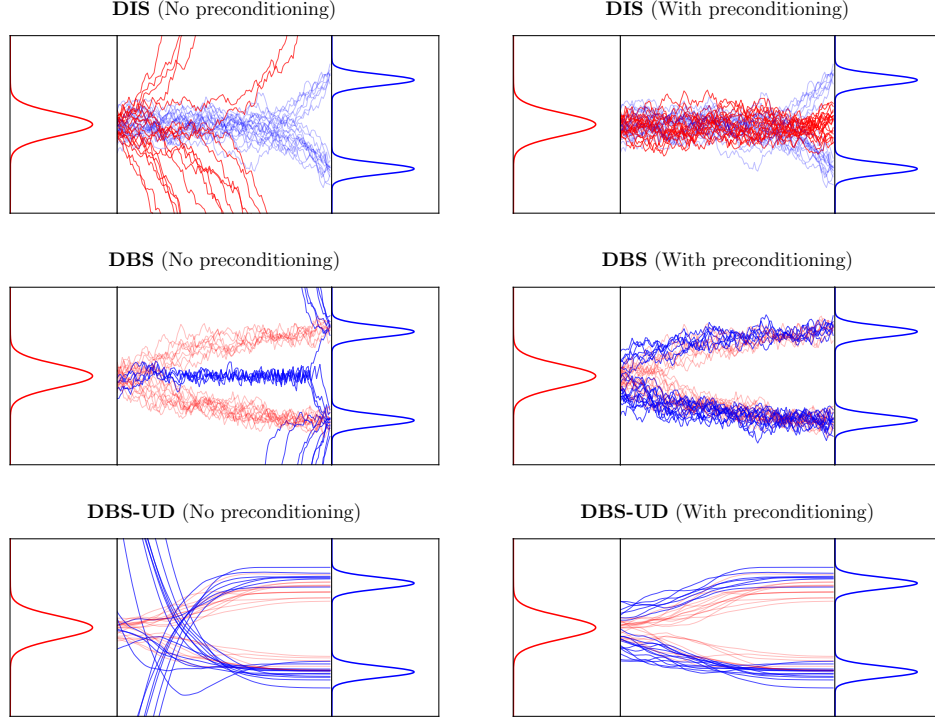 DIS (No preconditioning)
DIS (With preconditioning)
DBS (No preconditioning)
DBS (With preconditioning)
DBS-UD (No preconditioning)
DBS-UD (With preconditioning)